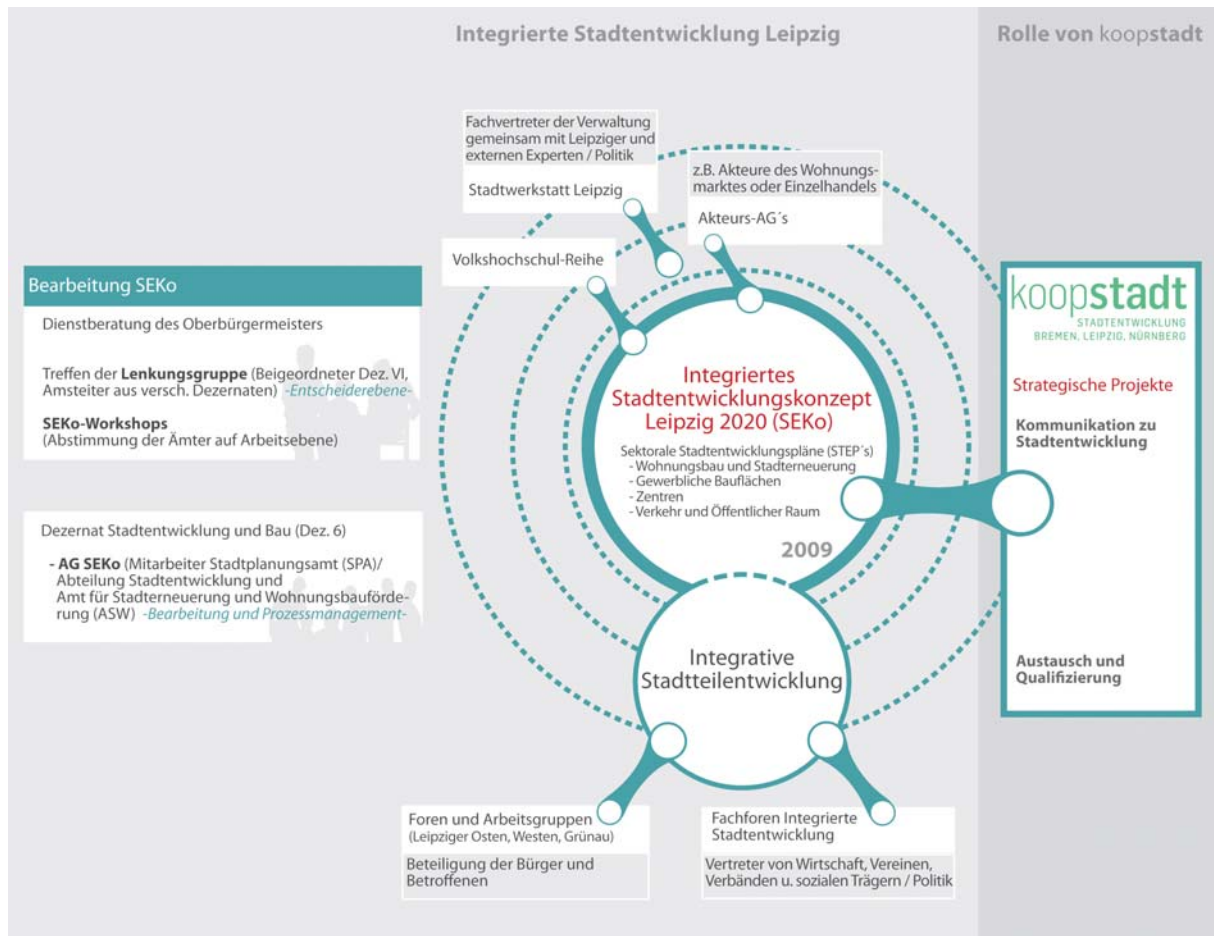 Integrierte Stadtentwicklung Leipzig
Rolle von koopstadt
Fachvertreter der Verwaltung
gemeinsam mit Leipziger und
externen Experten / Politik
Stadtwerkstatt Leipzig
z.B. Akteure des Wohnungs-
marktes oder Einzelhandels
Akteurs-AG´s
Volkshochschul-Reihe
Bearbeitung SEKo
Dienstberatung des Oberbürgermeisters
Treffen der Lenkungsgruppe (Beigeordneter Dez. VI,
Amsteiter aus versch. Dezernaten) -Entscheiderebene-
SEKo-Workshops
(Abstimmung der Ämter auf Arbeitsebene)
Dezernat Stadtentwicklung und Bau (Dez. 6)
- AG SEKo (Mitarbeiter Stadtplanungsamt (SPA)/
Abteilung Stadtentwicklung und
Amt für Stadterneuerung und Wohnungsbauförde-
rung (ASW) -Bearbeitung und Prozessmanagement-
Integriertes
Stadtentwicklungskonzept
Leipzig 2020 (SEKo)
Sektorale Stadtentwicklungspläne (STEP´s)
- Wohnungsbau und Stadterneuerung
- Gewerbliche Bauflächen
- Zentren
- Verkehr und Öffentlicher Raum
2009
Integrative
Stadtteilentwicklung
koopstadt
STADTENTWICKLUNG
BREMEN, LEIPZIG, NÜRNBERG
Strategische Projekte
Kommunikation zu
Stadtentwicklung
Austausch und
Qualifizierung
Foren und Arbeitsgruppen
(Leipziger Osten, Westen, Grünau)
Beteiligung der Bürger und
Betroffenen
Fachforen Integrierte
Stadtentwicklung
Vertreter von Wirtschaft, Vereinen,
Verbänden u. sozialen Trägern / Politik